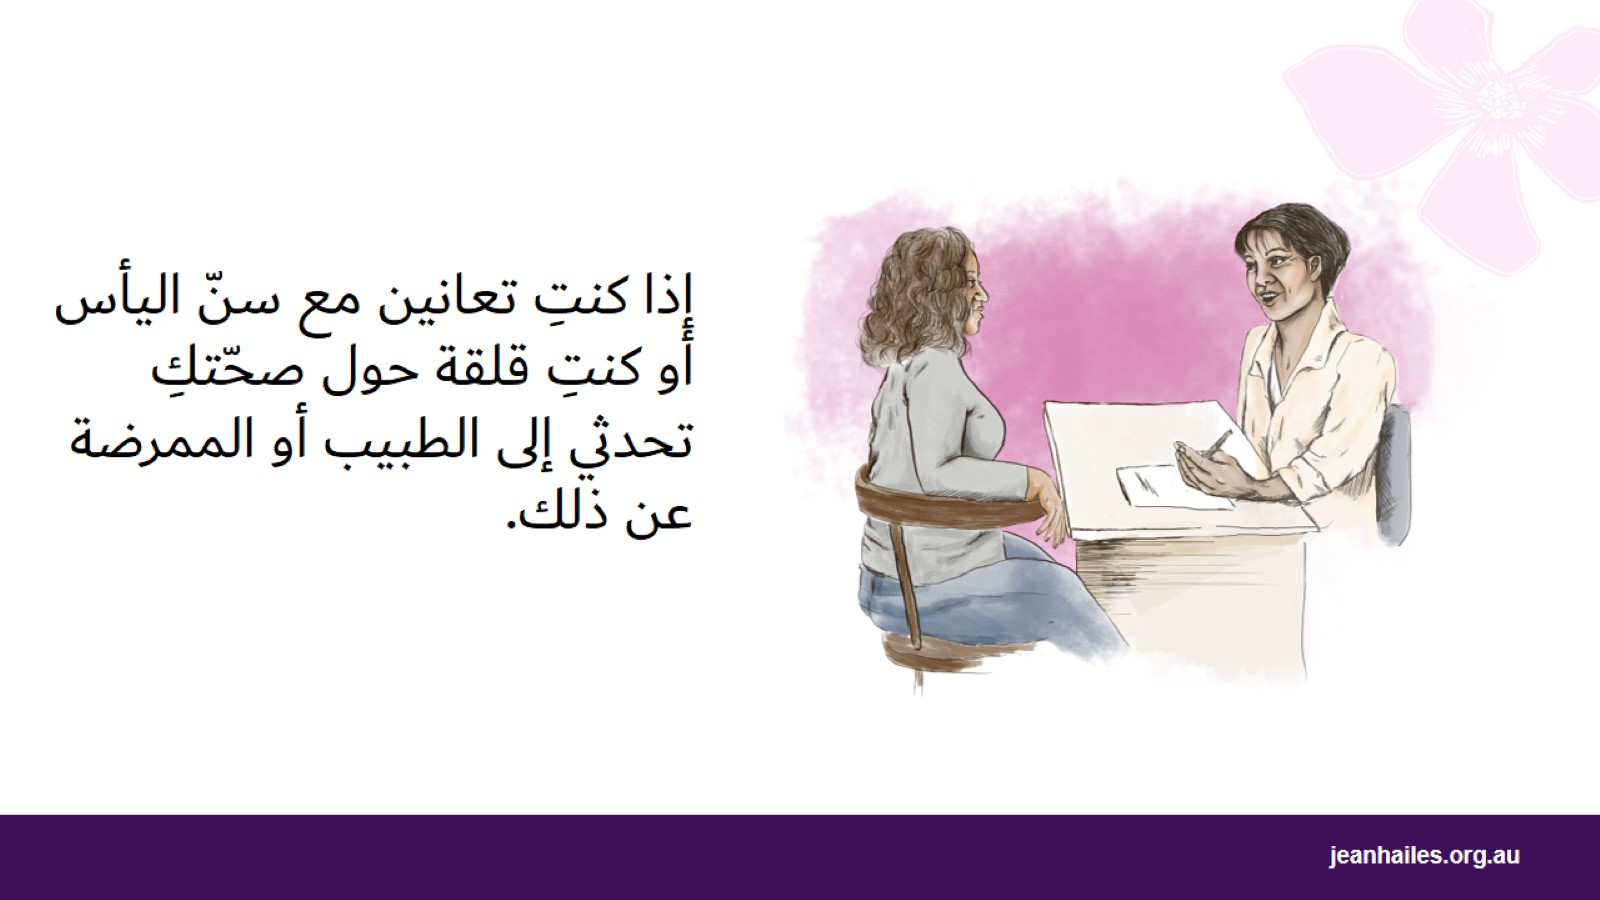 إذا كنتِ تعانين مع سنّ اليأس
أو كنتِ قلقة حول صحّتكِ
تحدثي إلى الطبيب أو الممرضة
عن ذلك.
jeanhailes.org.au